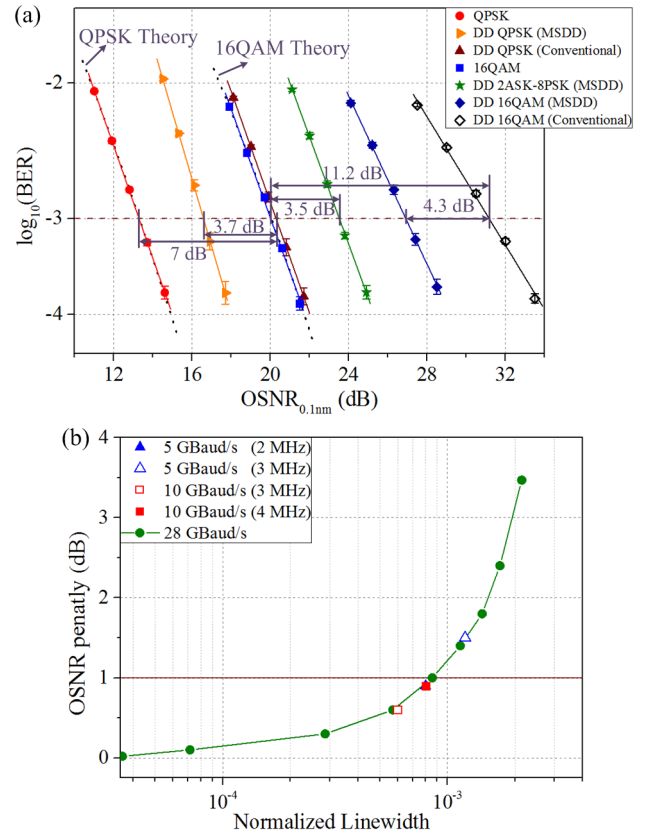 (a)
QPSK Theory
16QAM Theory
QPSK
DD QPSK (MSDD)
DD QPSK (Conventional)
16QAM
DD 2ASK-8PSK (MSDD)
DD 16QAM (MSDD)
DD 16QAM (Conventional)
-2
-3
-4
log10(BER)
11.2 dB
3.5 dB
4.3 dB
3.7 dB
7 dB
12 16 20 24 28 32
OSNR0.1nm (dB)
(b)
5 GBaud/s (2 MHz)
5 GBaud/s (3 MHz)
10 GBaud/s (3 MHz)
10 GBaud/s (4 MHz)
28 GBaud/s
4
3
2
1
0
OSNR penatly (dB)
10-4 10-3
Normalized Linewidth